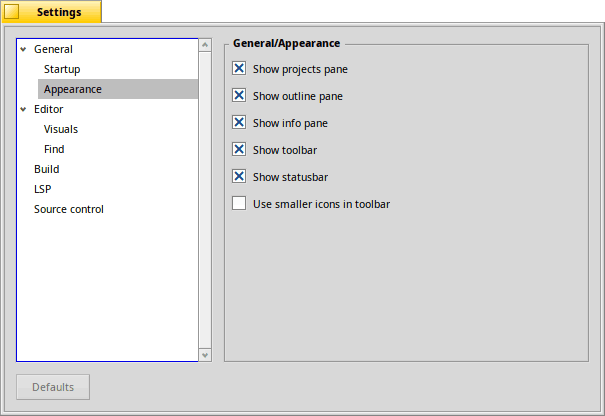 Settings
General
Startup
Appearance
Editor
Visuals
Find
Build
LSP
Source control
General/Appearance
Show projects pane
Show outline pane
Show info pane
Show toolbar
Show statusbar
Use smaller icons in toolbar
Defaults